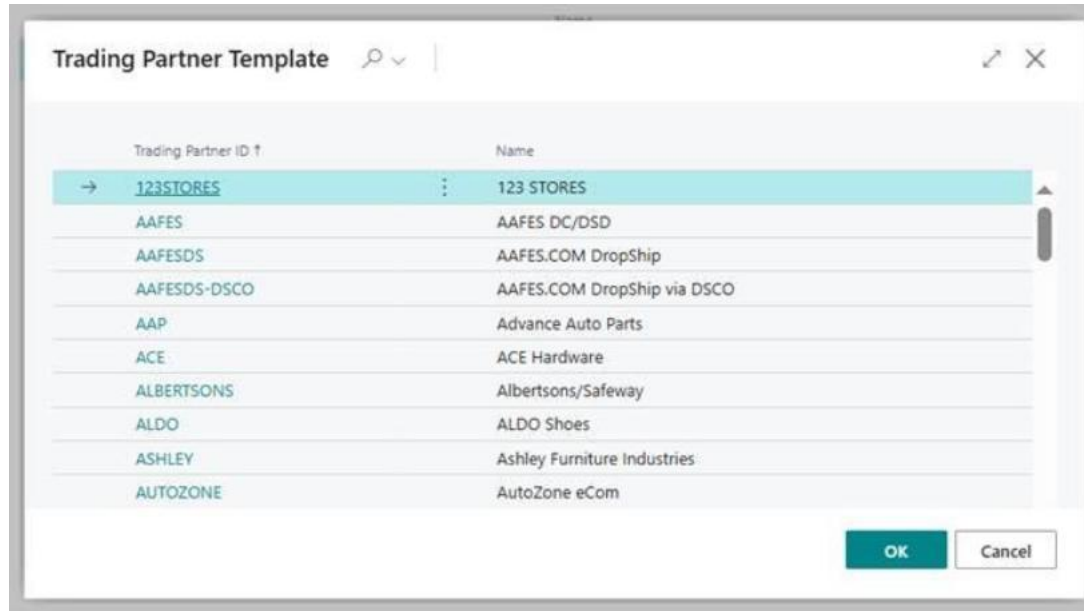 Name
Trading Partner Template
Trading Partner ID ↑ Name
→ 123STORES ⋮ 123 STORES
AAFES AAFES DC/DSD
AAFESDS AAFES.COM DropShip
AAFESDS-DSCO AAFES.COM DropShip via DSCO
AAP Advance Auto Parts
ACE ACE Hardware
ALBERTSONS Albertsons/Safeway
ALDO ALDO Shoes
ASHLEY Ashley Furniture Industries
AUTOZONE AutoZone eCom
OK Cancel